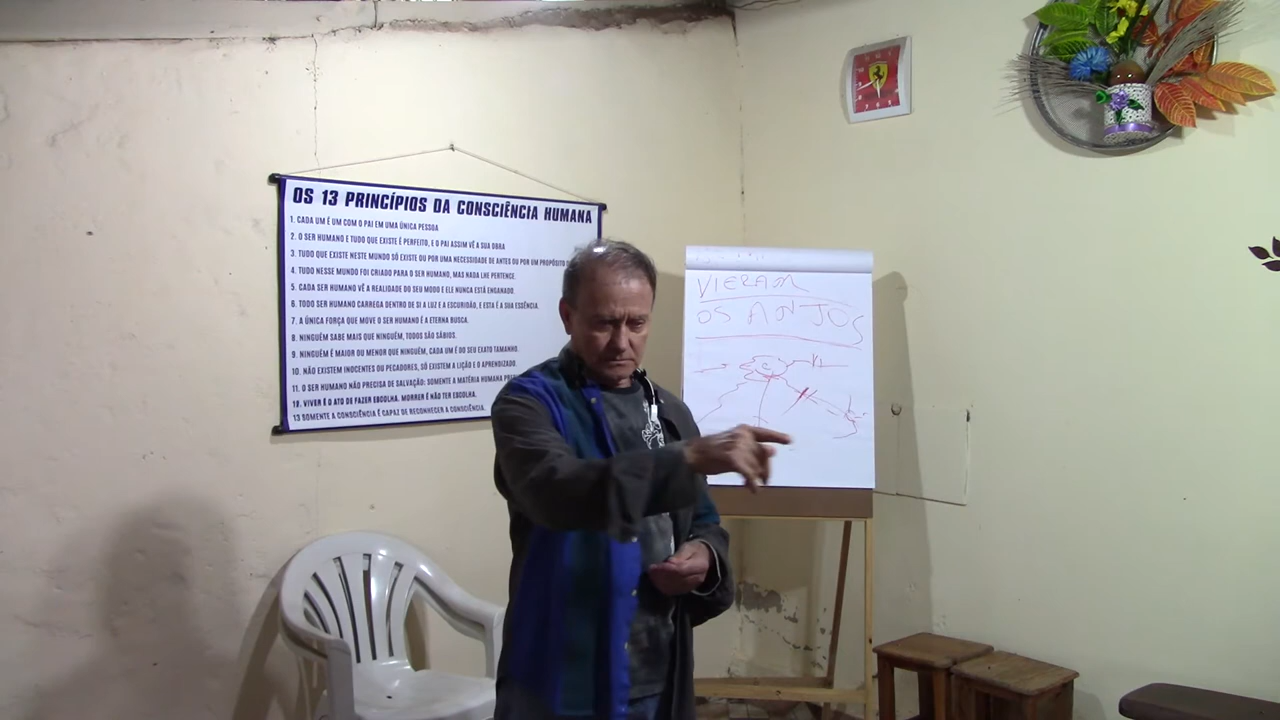 OS 13 PRINCÍPIOS DA CONSCIÊNCIA HUMANA
1. CADA UM É UM COM O PAI EM UMA ÚNICA PESSOA
2. O SER HUMANO E TUDO QUE EXISTE É PERFEITO, E O PAI ASSIM VÊ A SUA OBRA
3. TUDO QUE EXISTE NESTE MUNDO SÓ EXISTE OU POR UMA NECESSIDADE DE ANTES OU POR UM PROPÓSITO
4. TUDO NESSE MUNDO FOI CRIADO PARA O SER HUMANO, MAS NADA LHE PERTENCE.
5. CADA SER HUMANO VÊ A REALIDADE DO SEU MODO E ELE NUNCA ESTÁ ENGANADO.
6. TODO SER HUMANO CARREGA DENTRO DE SI A LUZ E A ESCURIDÃO, E ESTA É A SUA ESSÊNCIA.
7. A ÚNICA FORÇA QUE MOVE O SER HUMANO É A ETERNA BUSCA.
8. NINGUÉM SABE MAIS QUE NINGUÉM, TODOS SÃO SÁBIOS.
9. NINGUÉM É MAIOR OU MENOR QUE NINGUÉM, CADA UM É DO SEU EXATO TAMANHO.
10. NÃO EXISTEM INOCENTES OU PECADORES, SÓ EXISTEM A LIÇÃO E O APRENDIZADO.
11. O SER HUMANO NÃO PRECISA DE SALVAÇÃO: SOMENTE A MATÉRIA HUMANA
12. VIVER É O ATO DE FAZER ESCOLHA. MORRER É NÃO TER ESCOLHA.
13 SOMENTE A CONSCIÊNCIA É CAPAZ DE RECONHECER A CONSCIÊNCIA.
VIERAM
OS ANJOS